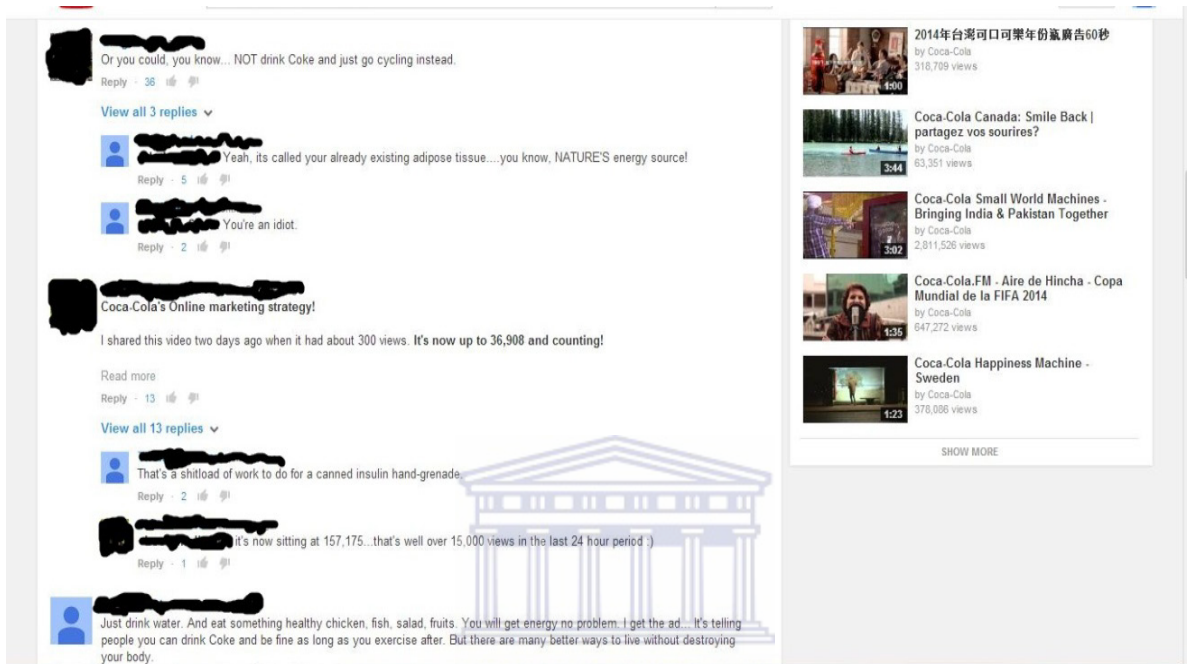 Or you could, you know... NOT drink Coke and just go cycling instead.
Reply · 36
View all 3 replies
Yeah, its called your already existing adipose tissue....you know, NATURE'S energy source!
Reply · 5
You're an idiot.
Reply · 2
Coca-Cola's Online marketing strategy!
I shared this video two days ago when it had about 300 views. It's now up to 36,908 and counting!
Read more
Reply · 13
View all 13 replies
That's a shitload of work to do for a canned insulin hand-grenade.
Reply · 2
it's now sitting at 157,175...that's well over 15,000 views in the last 24 hour period :)
Reply · 1
Just drink water. And eat something healthy chicken, fish, salad, fruits. You will get energy no problem. I get the ad... It's telling
people you can drink Coke and be fine as long as you exercise after. But there are many better ways to live without destroying
your body.
2014年台灣可口可樂年份瓶廣告60秒
by Coca-Cola
318,709 views
1:00
Coca-Cola Canada: Smile Back |
partagez vos sourires?
by Coca-Cola
63,351 views
3:44
Coca-Cola Small World Machines -
Bringing India & Pakistan Together
by Coca-Cola
2,811,526 views
3:02
Coca-Cola.FM - Aire de Hincha - Copa
Mundial de la FIFA 2014
by Coca-Cola
647,272 views
1:35
Coca-Cola Happiness Machine -
Sweden
by Coca-Cola
378,086 views
1:23
SHOW MORE